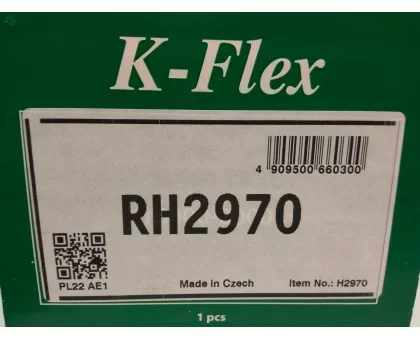 K-Flex
4 909500 660300
RH2970
PL22 AE1
Made in Czech
Item No.: H2970
1 pcs